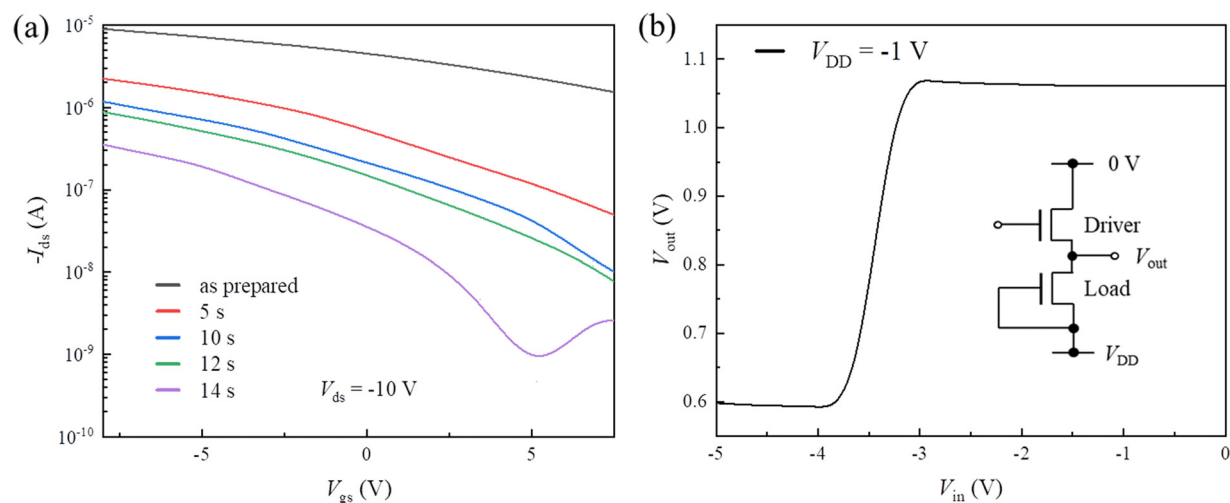 (a)
10⁻⁵
10⁻⁶
10⁻⁷
10⁻⁸
10⁻⁹
10⁻¹⁰
-I_ds (A)
as prepared
5 s
10 s
12 s
14 s
V_ds = -10 V
-5
0
5
V_gs (V)
(b)
V_DD = -1 V
1.1
1.0
0.9
0.8
0.7
0.6
V_out (V)
0 V
Driver
V_out
Load
V_DD
-5
-4
-3
-2
-1
0
V_in (V)